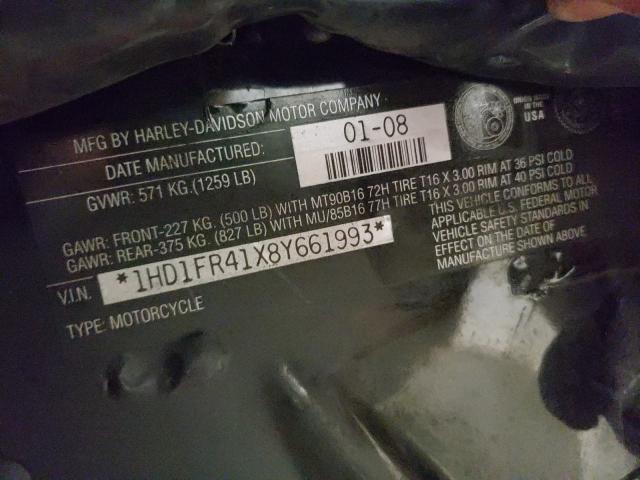 MFG BY HARLEY-DAVIDSON MOTOR COMPANY
DATE MANUFACTURED:
01-08
GVWR: 571 KG.(1259 LB)
IN THE
USA
GAWR: FRONT-227 KG. (500 LB) WITH MT90B16 72H TIRE T16 X 3.00 RIM AT 36 PSI COLD
GAWR: REAR-375 KG. (827 LB) WITH MU/85B16 77H TIRE T16 X 3.00 RIM AT 40 PSI COLD
THIS VEHICLE CONFORMS TO ALL
APPLICABLE U.S. FEDERAL MOTOR
VEHICLE SAFETY STANDARDS IN
EFFECT ON THE DATE OF
MANUFACTURE SHOWN ABOVE
V.I.N. *1HD1FR41X8Y661993*
TYPE: MOTORCYCLE